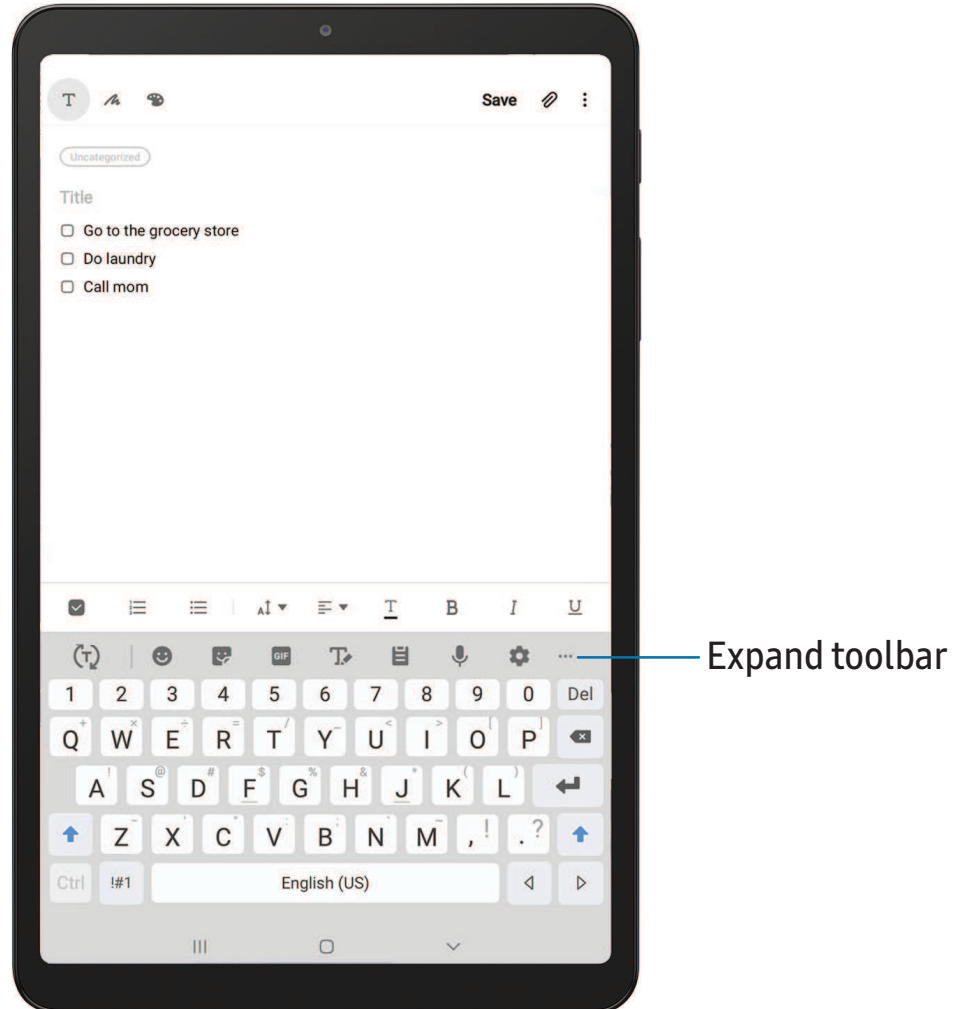 T Save
Uncategorized
Title
Go to the grocery store
Do laundry
Call mom
A T B I U
T GIF T
1 2 3 4 5 6 7 8 9 0 Del
Q + W × E ÷ R = T / Y _ U < I > O [ P ]
A ! S @ D # F $ G % H & J * K ( L )
Z - X ' C " V : B ; N ' M ~ , ! . ?
Ctrl !#1 English (US)
Expand toolbar